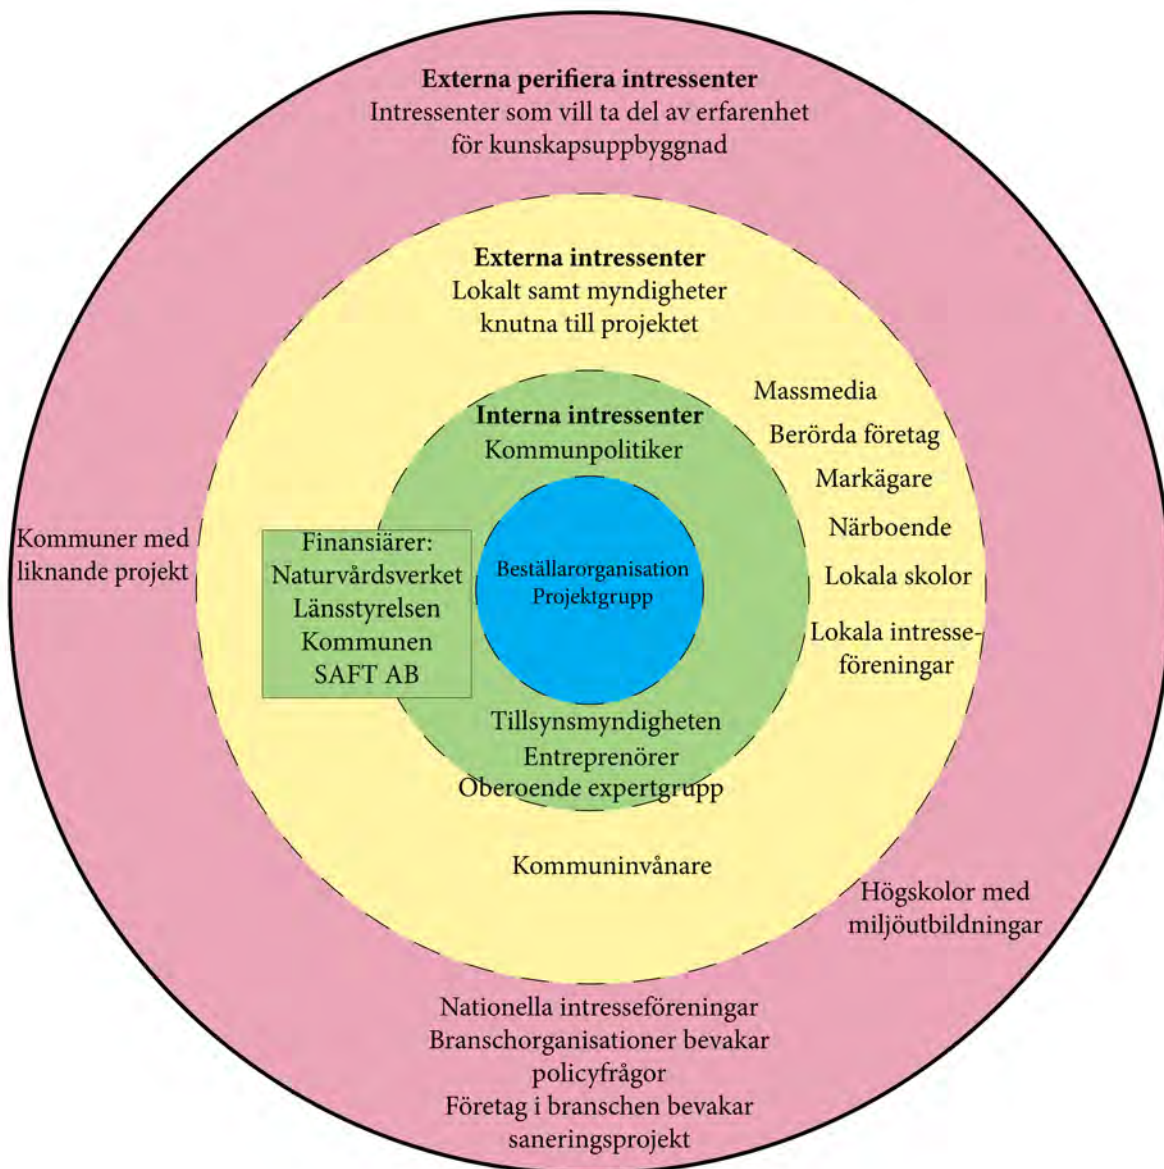 Externa perifiera intressenter
Intressenter som vill ta del av erfarenhet
för kunskapsuppbyggnad
Externa intressenter
Lokalt samt myndigheter
knutna till projektet
Interna intressenter
Kommunpolitiker
Massmedia
Berörda företag
Markägare
Närboende
Lokala skolor
Lokala intresse-
föreningar
Kommuner med
liknande projekt
Finansiärer:
Naturvårdsverket
Länsstyrelsen
Kommunen
SAFT AB
Beställarorganisation
Projektgrupp
Tillsynsmyndigheten
Entreprenörer
Oberoende expertgrupp
Kommuninvånare
Högskolor med
miljöutbildningar
Nationella intresseföreningar
Branschorganisationer bevakar
policyfrågor
Företag i branschen bevakar
saneringsprojekt